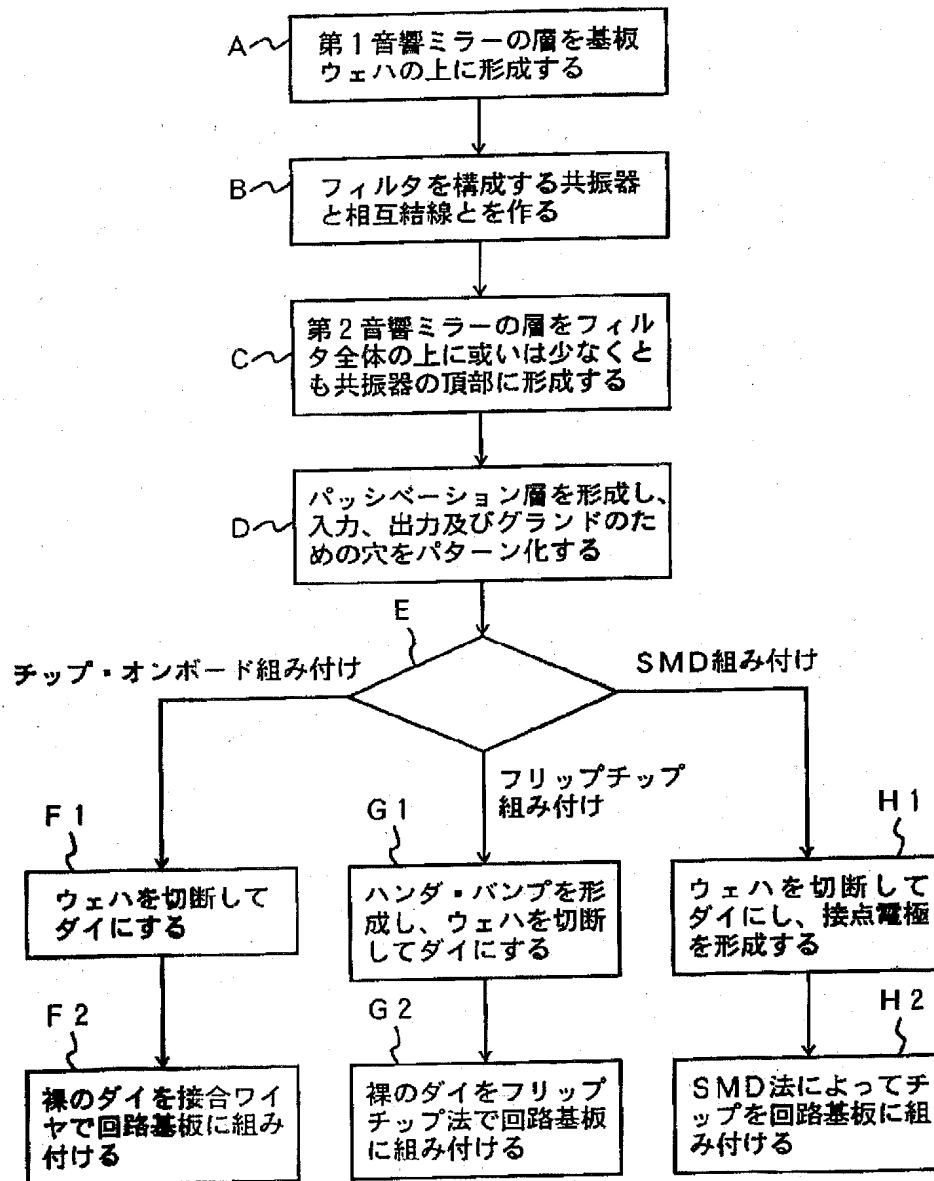 A
第1音響ミラーの層を基板
ウェハの上に形成する
B
フィルタを構成する共振器
と相互結線とを作る
C
第2音響ミラーの層をフィル
タ全体の上に或いは少なくと
も共振器の頂部に形成する
D
パッシベーション層を形成し、
入力、出力及びグランドのた
めの穴をパターン化する
E
チップ・オンボード組み付け
SMD組み付け
フリップチップ
組み付け
F1
ウェハを切断して
ダイにする
G1
ハンダ・バンプを形
成し、ウェハを切断
してダイにする
H1
ウェハを切断して
ダイにし、接点電極
を形成する
F2
裸のダイを接合ワイ
ヤで回路基板に組み
付ける
G2
裸のダイをフリップ
チップ法で回路基板
に組み付ける
H2
SMD法によってチ
ップを回路基板に組
み付ける